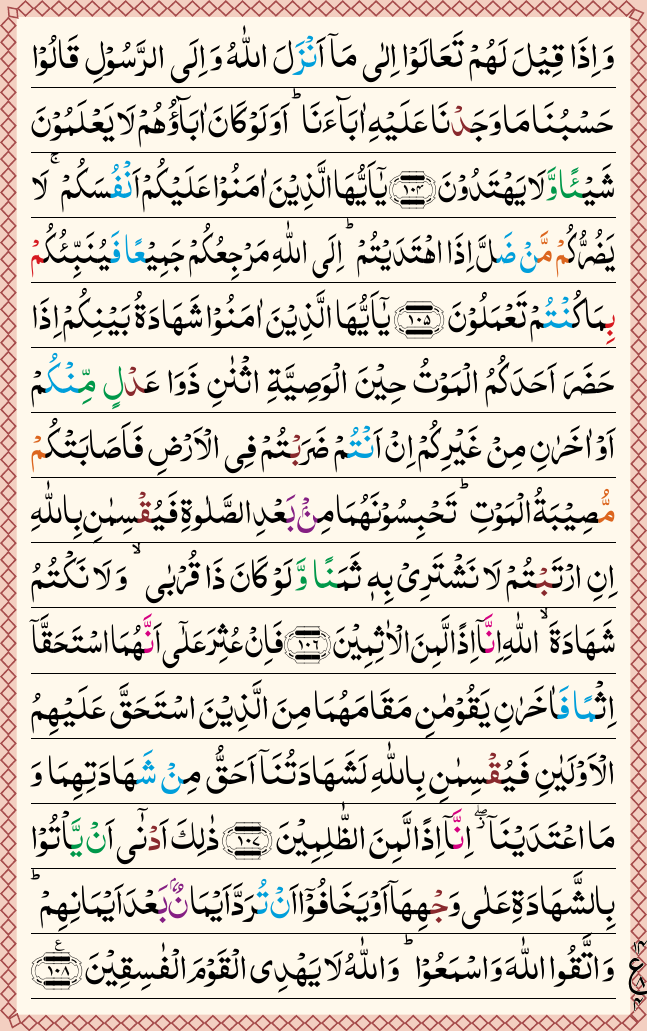 وَاِذَا قِيْلَ لَهُمْ تَعَالَوْا اِلٰى مَاۤ اَنْزَلَ اللّٰهُ وَاِلَى الرَّسُوْلِ قَالُوْا
حَسْبُنَا مَا وَجَدْنَا عَلَيْهِ اٰبَآءَنَا ؕ اَوَلَوْ كَانَ اٰبَآؤُهُمْ لَا يَعْلَمُوْنَ
شَيْـًٔا وَّلَا يَهْتَدُوْنَ ۝۱۰۴ يٰۤاَيُّهَا الَّذِيْنَ اٰمَنُوْا عَلَيْكُمْ اَنْفُسَكُمْ ۚ لَا
يَضُرُّكُمْ مَّنْ ضَلَّ اِذَا اهْتَدَيْتُمْ ؕ اِلَى اللّٰهِ مَرْجِعُكُمْ جَمِيْعًا فَيُنَبِّئُكُمْ
بِمَا كُنْتُمْ تَعْمَلُوْنَ ۝۱۰۵ يٰۤاَيُّهَا الَّذِيْنَ اٰمَنُوْا شَهَادَةُ بَيْنِكُمْ اِذَا
حَضَرَ اَحَدَكُمُ الْمَوْتُ حِيْنَ الْوَصِيَّةِ اثْنٰنِ ذَوَا عَدْلٍ مِّنْكُمْ
اَوْ اٰخَرٰنِ مِنْ غَيْرِكُمْ اِنْ اَنْتُمْ ضَرَبْتُمْ فِى الْاَرْضِ فَاَصَابَتْكُمْ
مُّصِيْبَةُ الْمَوْتِ ؕ تَحْبِسُوْنَهُمَا مِنْۢ بَعْدِ الصَّلٰوةِ فَيُقْسِمٰنِ بِاللّٰهِ
اِنِ ارْتَبْتُمْ لَا نَشْتَرِىْ بِهٖ ثَمَنًا وَّلَوْ كَانَ ذَا قُرْبٰى ۙ وَلَا نَكْتُمُ
شَهَادَةَ ۙ اللّٰهِ اِنَّاۤ اِذًا لَّمِنَ الْاٰثِمِيْنَ ۝۱۰۶ فَاِنْ عُثِرَ عَلٰٓى اَنَّهُمَا اسْتَحَقَّاۤ
اِثْمًا فَاٰخَرٰنِ يَقُوْمٰنِ مَقَامَهُمَا مِنَ الَّذِيْنَ اسْتَحَقَّ عَلَيْهِمُ
الْاَوْلَيٰنِ فَيُقْسِمٰنِ بِاللّٰهِ لَشَهَادَتُنَاۤ اَحَقُّ مِنْ شَهَادَتِهِمَا وَ
مَا اعْتَدَيْنَاۤ ۖؗ اِنَّاۤ اِذًا لَّمِنَ الظّٰلِمِيْنَ ۝۱۰۷ ذٰلِكَ اَدْنٰٓى اَنْ يَّاْتُوْا
بِالشَّهَادَةِ عَلٰى وَجْهِهَاۤ اَوْ يَخَافُوْۤا اَنْ تُرَدَّ اَيْمَانٌۢ بَعْدَ اَيْمَانِهِمْ ؕ
وَاتَّقُوا اللّٰهَ وَاسْمَعُوْا ؕ وَاللّٰهُ لَا يَهْدِى الْقَوْمَ الْفٰسِقِيْنَ ۝۱۰۸ ع